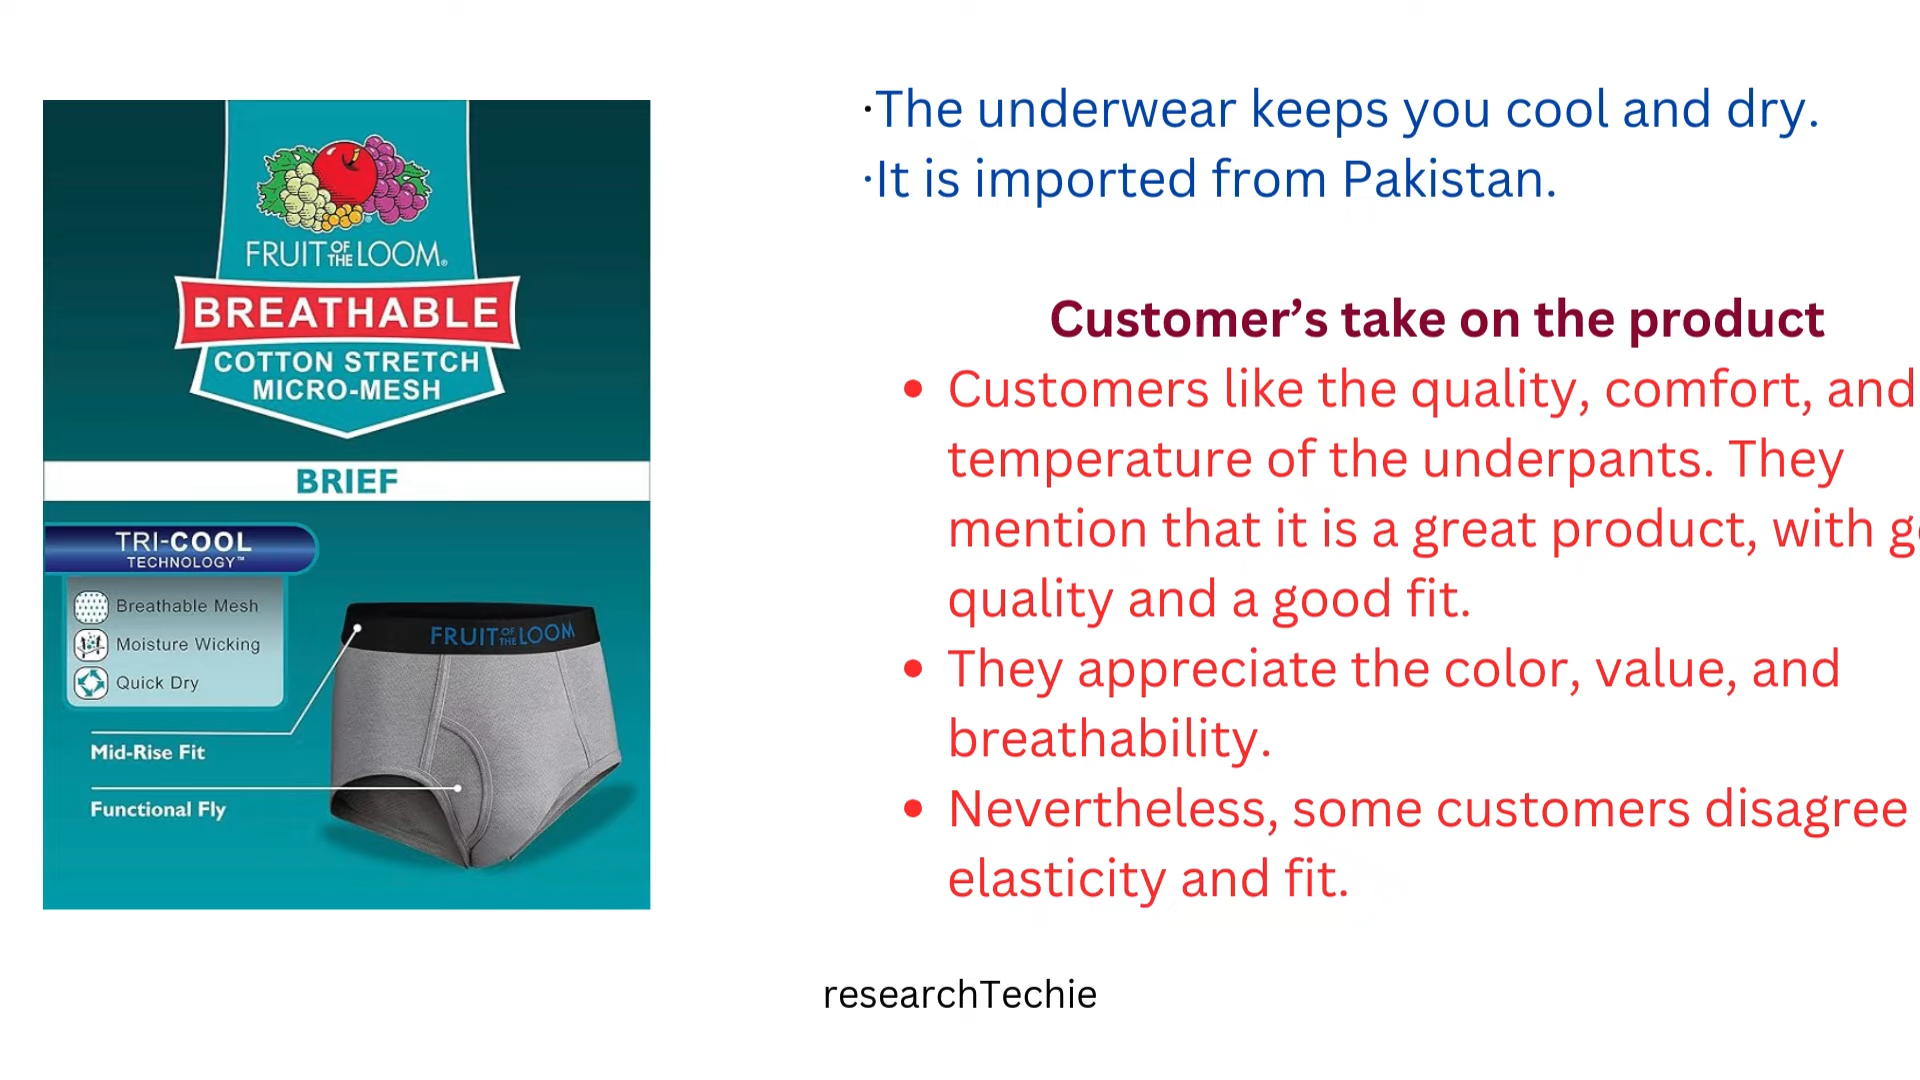 FRUIT OF THE LOOM®
BREATHABLE
COTTON STRETCH
MICRO-MESH
BRIEF
TRI-COOL
TECHNOLOGY™
Breathable Mesh
Moisture Wicking
Quick Dry
Mid-Rise Fit
Functional Fly
FRUIT OF THE LOOM
·The underwear keeps you cool and dry.
·It is imported from Pakistan.
Customer’s take on the product
• Customers like the quality, comfort, and
temperature of the underpants. They
mention that it is a great product, with
quality and a good fit.
• They appreciate the color, value, and
breathability.
• Nevertheless, some customers disagree
elasticity and fit.
researchTechie